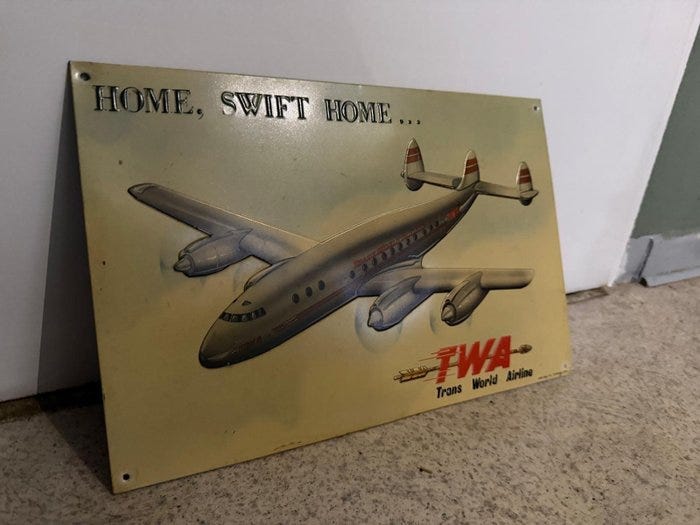 HOME, SWIFT HOME...
TWA
Trans World Airline